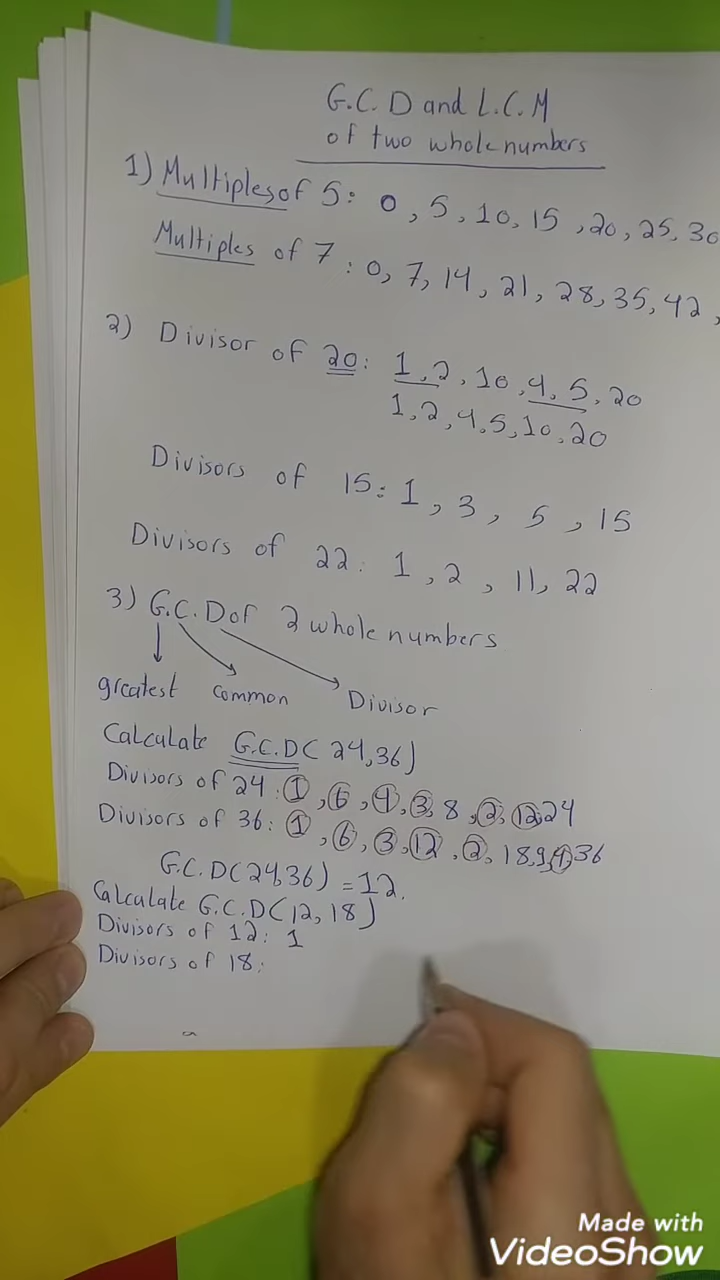 G.C.D and L.C.M
of two whole numbers
1) Multiples of 5: 0, 5, 10, 15, 20, 25, 30
Multiples of 7: 0, 7, 14, 21, 28, 35, 42,
2) Divisor of 20: 1, 2, 10, 4, 5, 20
1, 2, 4, 5, 10, 20
Divisors of 15: 1, 3, 5, 15
Divisors of 22: 1, 2, 11, 22
3) G.C.D of 2 whole numbers
greatest common Divisor
Calculate G.C.D( 24,36)
Divisors of 24: 1, 6, 4, 3, 8, 2, 12, 24
Divisors of 36: 1, 6, 3, 12, 2, 18, 9, 4, 36
G.C.D(24,36) = 12.
Calculate G.C.D(12, 18)
Divisors of 12: 1
Divisors of 18:
Made with
VideoShow